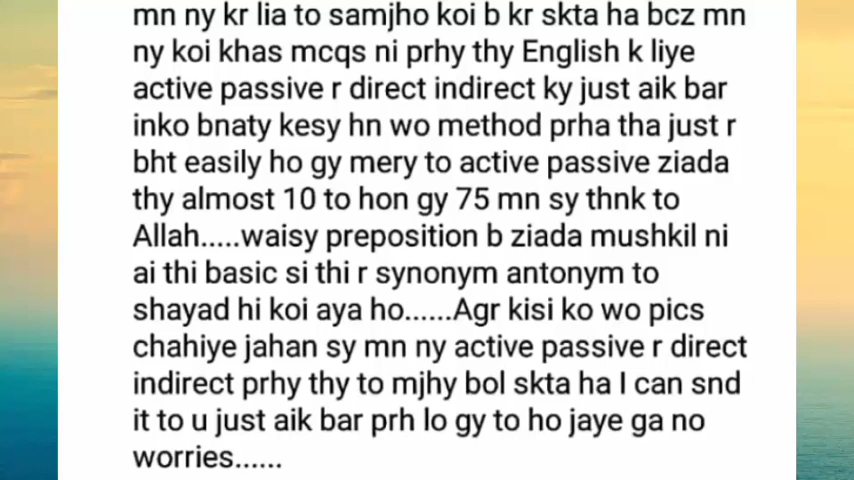 mn ny kr lia to samjho koi b kr skta ha bcz mn
ny koi khas mcqs ni prhy thy English k liye
active passive r direct indirect ky just aik bar
inko bnaty kesy hn wo method prha tha just r
bht easily ho gy mery to active passive ziada
thy almost 10 to hon gy 75 mn sy thnk to
Allah.....waisy preposition b ziada mushkil ni
ai thi basic si thi r synonym antonym to
shayad hi koi aya ho......Agr kisi ko wo pics
chahiye jahan sy mn ny active passive r direct
indirect prhy thy to mjhy bol skta ha I can snd
it to u just aik bar prh lo gy to ho jaye ga no
worries......